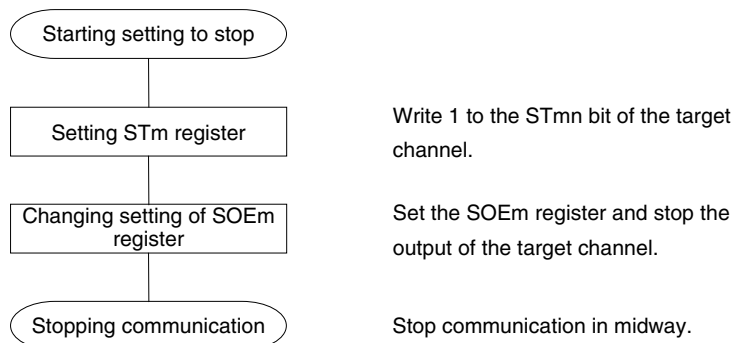 Starting setting to stop
Setting STm register
Write 1 to the STmn bit of the target
channel.
Changing setting of SOEm
register
Set the SOEm register and stop the
output of the target channel.
Stopping communication
Stop communication in midway.